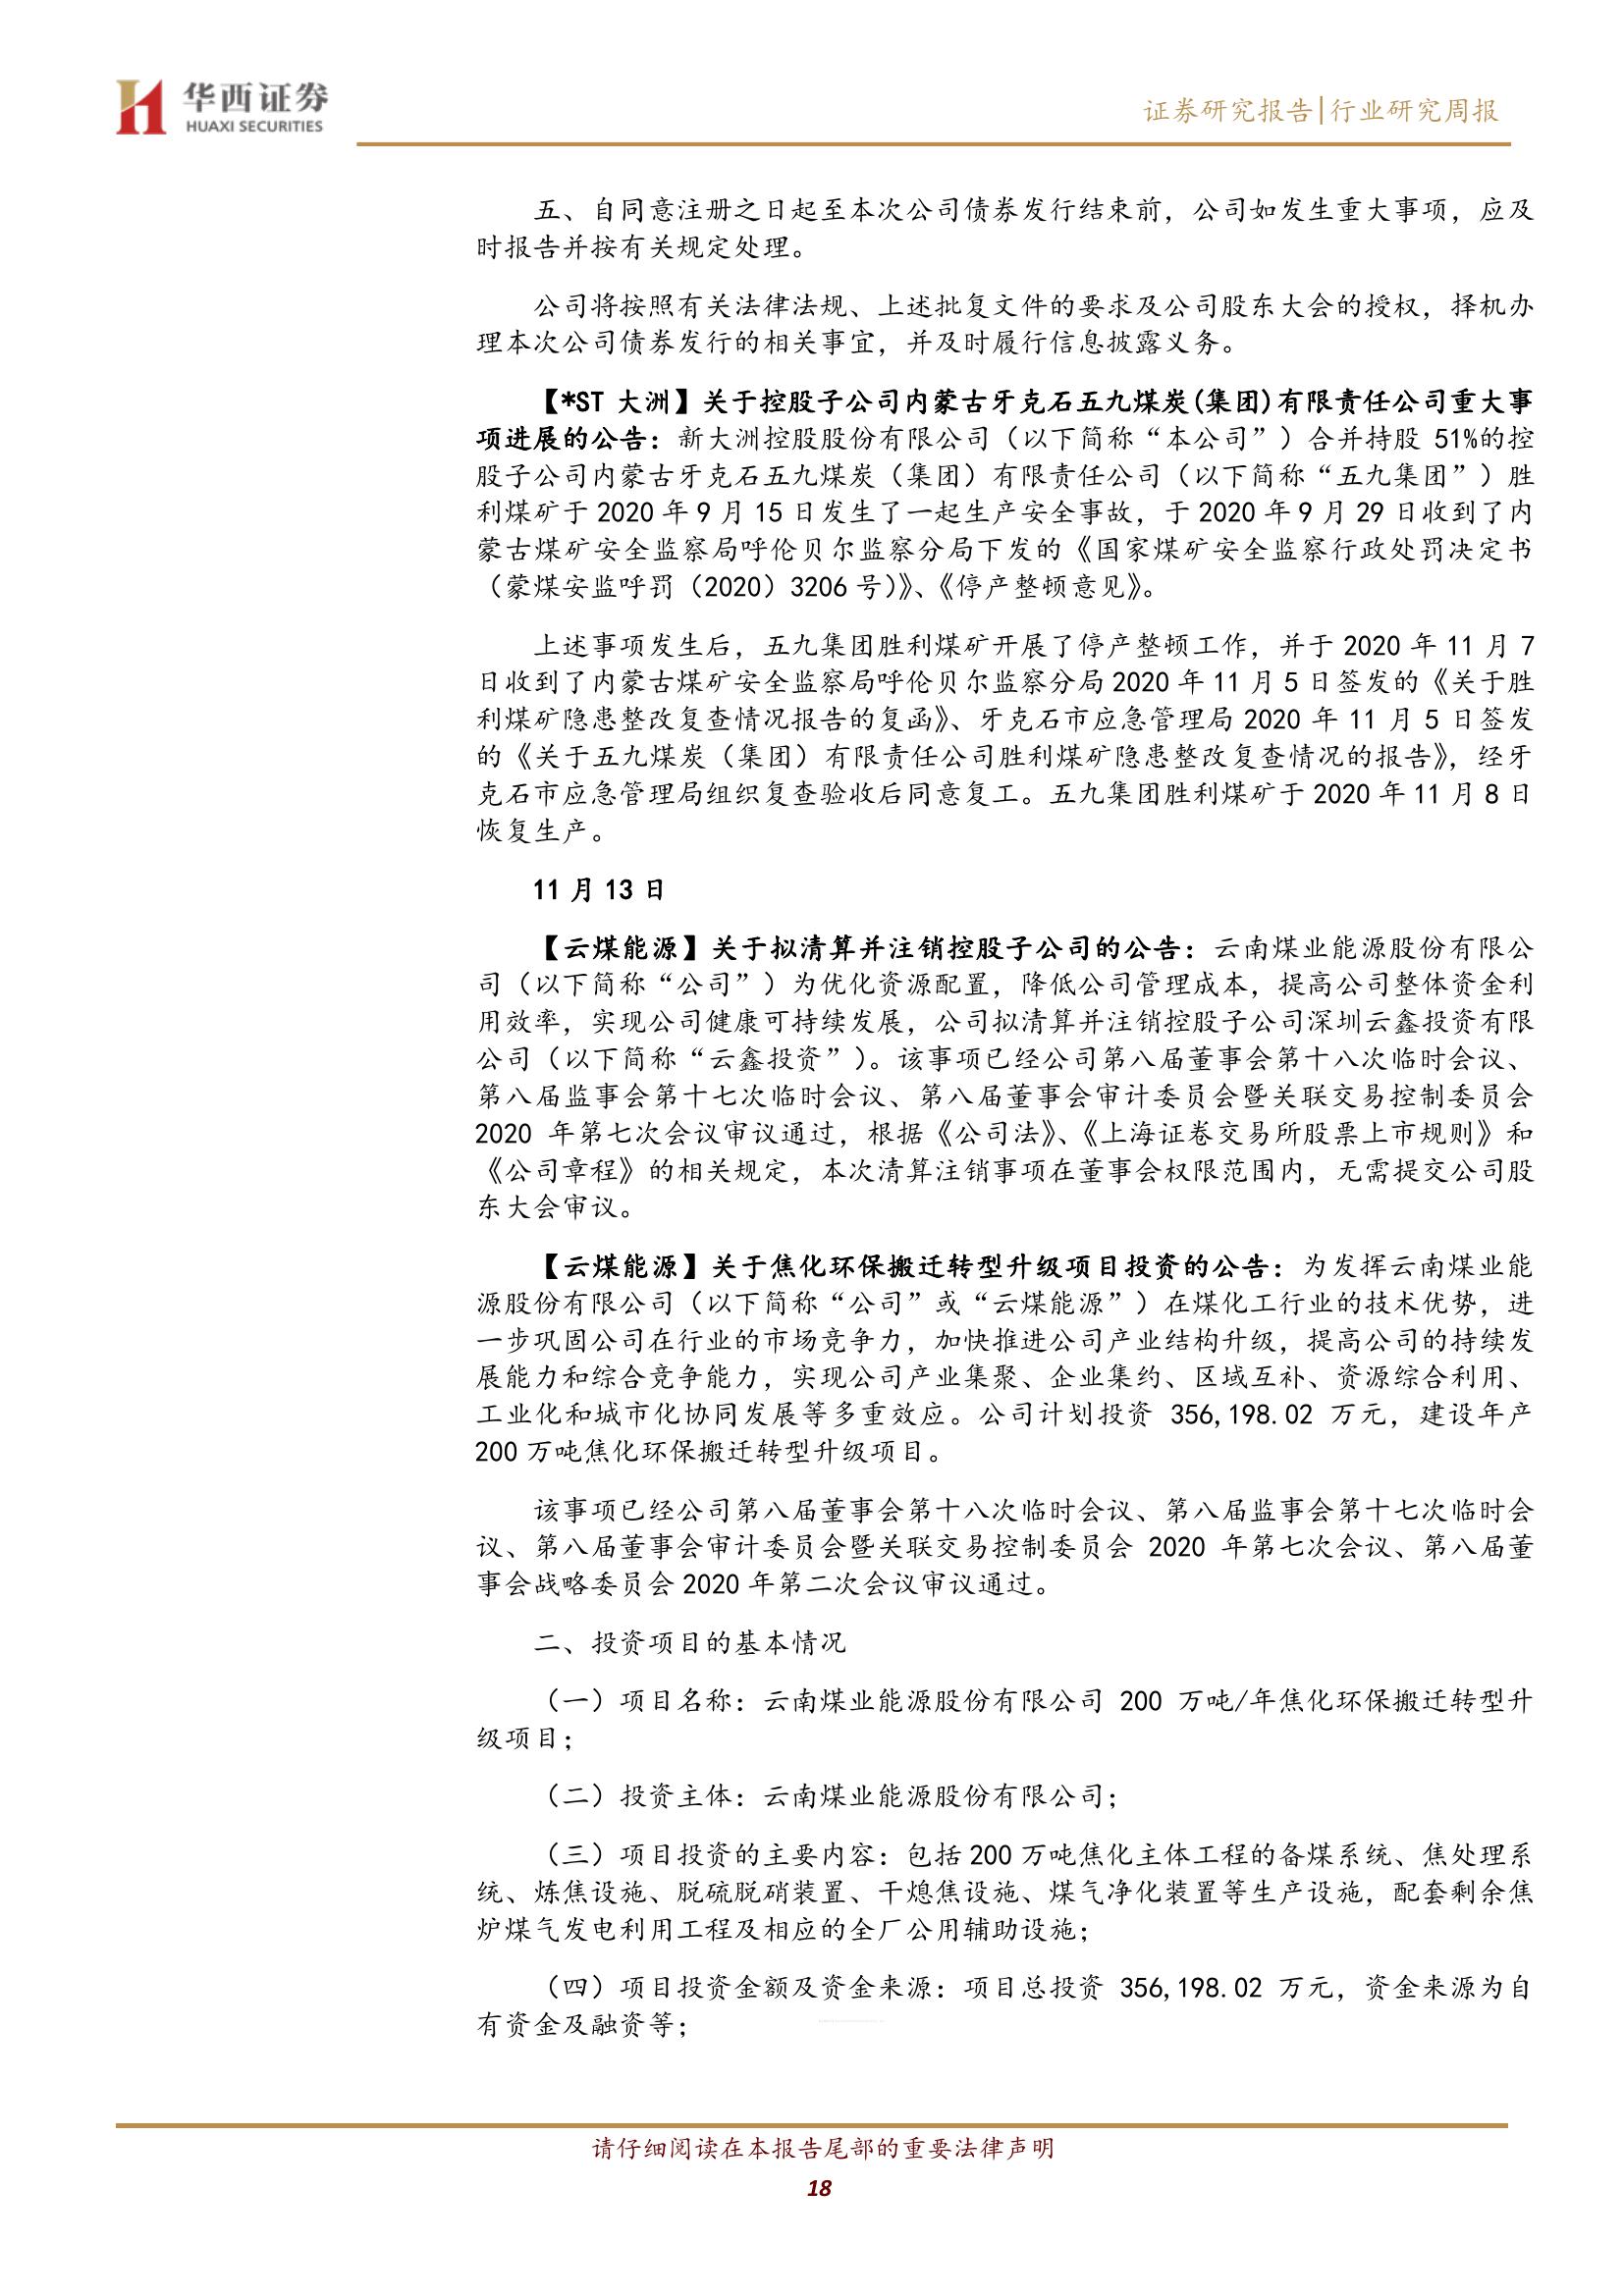 华西证券
HUAXI SECURITIES
证券研究报告|行业研究周报
五、自同意注册之日起至本次公司债券发行结束前，公司如发生重大事项，应及
时报告并按有关规定处理。
公司将按照有关法律法规、上述批复文件的要求及公司股东大会的授权，择机办
理本次公司债券发行的相关事宜，并及时履行信息披露义务。
【*ST 大洲】关于控股子公司内蒙古牙克石五九煤炭(集团)有限责任公司重大事
项进展的公告：新大洲控股股份有限公司（以下简称“本公司”）合并持股 51%的控
股子公司内蒙古牙克石五九煤炭（集团）有限责任公司（以下简称“五九集团”）胜
利煤矿于 2020 年 9 月 15 日发生了一起生产安全事故，于 2020 年 9 月 29 日收到了内
蒙古煤矿安全监察局呼伦贝尔监察分局下发的《国家煤矿安全监察行政处罚决定书
（蒙煤安监呼罚（2020）3206 号）》、《停产整顿意见》。
上述事项发生后，五九集团胜利煤矿开展了停产整顿工作，并于 2020 年 11 月 7
日收到了内蒙古煤矿安全监察局呼伦贝尔监察分局 2020 年 11 月 5 日签发的《关于胜
利煤矿隐患整改复查情况报告的复函》、牙克石市应急管理局 2020 年 11 月 5 日签发
的《关于五九煤炭（集团）有限责任公司胜利煤矿隐患整改复查情况的报告》，经牙
克石市应急管理局组织复查验收后同意复工。五九集团胜利煤矿于 2020 年 11 月 8 日
恢复生产。
11 月 13 日
【云煤能源】关于拟清算并注销控股子公司的公告：云南煤业能源股份有限公
司（以下简称“公司”）为优化资源配置，降低公司管理成本，提高公司整体资金利
用效率，实现公司健康可持续发展，公司拟清算并注销控股子公司深圳云鑫投资有限
公司（以下简称“云鑫投资”）。该事项已经公司第八届董事会第十八次临时会议、
第八届监事会第十七次临时会议、第八届董事会审计委员会暨关联交易控制委员会
2020 年第七次会议审议通过，根据《公司法》、《上海证卷交易所股票上市规则》和
《公司章程》的相关规定，本次清算注销事项在董事会权限范围内，无需提交公司股
东大会审议。
【云煤能源】关于焦化环保搬迁转型升级项目投资的公告：为发挥云南煤业能
源股份有限公司（以下简称“公司”或“云煤能源”）在煤化工行业的技术优势，进
一步巩固公司在行业的市场竞争力，加快推进公司产业结构升级，提高公司的持续发
展能力和综合竞争能力，实现公司产业集聚、企业集约、区域互补、资源综合利用、
工业化和城市化协同发展等多重效应。公司计划投资 356,198.02 万元，建设年产
200 万吨焦化环保搬迁转型升级项目。
该事项已经公司第八届董事会第十八次临时会议、第八届监事会第十七次临时会
议、第八届董事会审计委员会暨关联交易控制委员会 2020 年第七次会议、第八届董
事会战略委员会 2020 年第二次会议审议通过。
二、投资项目的基本情况
（一）项目名称：云南煤业能源股份有限公司 200 万吨/年焦化环保搬迁转型升
级项目；
（二）投资主体：云南煤业能源股份有限公司；
（三）项目投资的主要内容：包括 200 万吨焦化主体工程的备煤系统、焦处理系
统、炼焦设施、脱硫脱硝装置、干熄焦设施、煤气净化装置等生产设施，配套剩余焦
炉煤气发电利用工程及相应的全厂公用辅助设施；
（四）项目投资金额及资金来源：项目总投资 356,198.02 万元，资金来源为自
有资金及融资等；
请仔细阅读在本报告尾部的重要法律声明
18